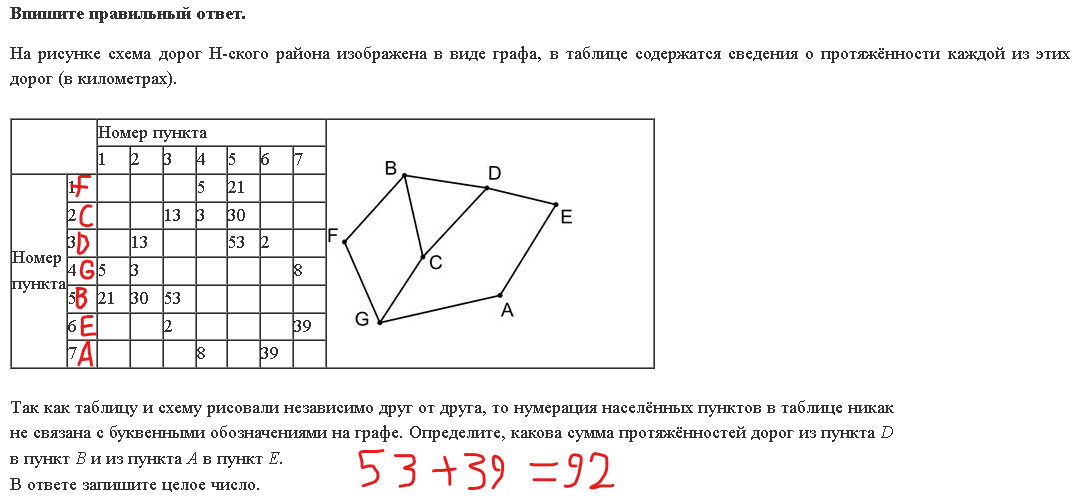 Впишите правильный ответ.
На рисунке схема дорог Н-ского района изображена в виде графа, в таблице содержатся сведения о протяжённости каждой из этих
дорог (в километрах).
Номер пункта
1 2 3 4 5 6 7
Номер
пункта
1 F 5 21
2 C 13 3 30
3 D 13 53 2
4 G 5 3 8
5 B 21 30 53
6 E 2 39
7 A 8 39
B
D
E
F
C
A
G
Так как таблицу и схему рисовали независимо друг от друга, то нумерация населённых пунктов в таблице никак
не связана с буквенными обозначениями на графе. Определите, какова сумма протяжённостей дорог из пункта D
в пункт B и из пункта A в пункт E.
53+39=92
В ответе запишите целое число.